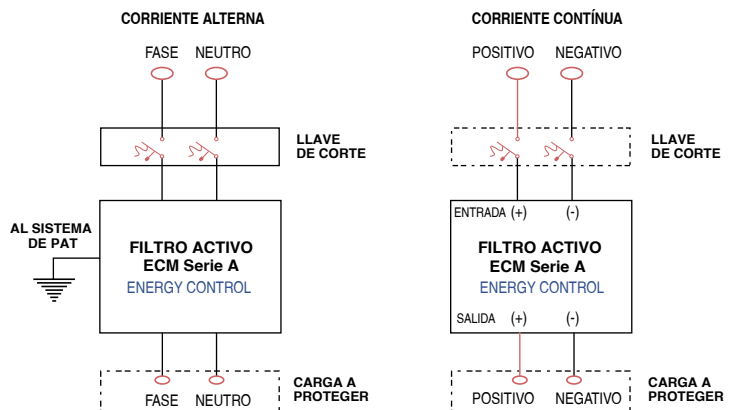 CORRIENTE ALTERNA
FASE NEUTRO
LLAVE
DE CORTE
AL SISTEMA
DE PAT
FILTRO ACTIVO
ECM Serie A
ENERGY CONTROL
FASE NEUTRO
CARGA A
PROTEGER
CORRIENTE CONTÍNUA
POSITIVO NEGATIVO
LLAVE
DE CORTE
ENTRADA (+) (-)
FILTRO ACTIVO
ECM Serie A
ENERGY CONTROL
SALIDA (+) (-)
POSITIVO NEGATIVO
CARGA A
PROTEGER